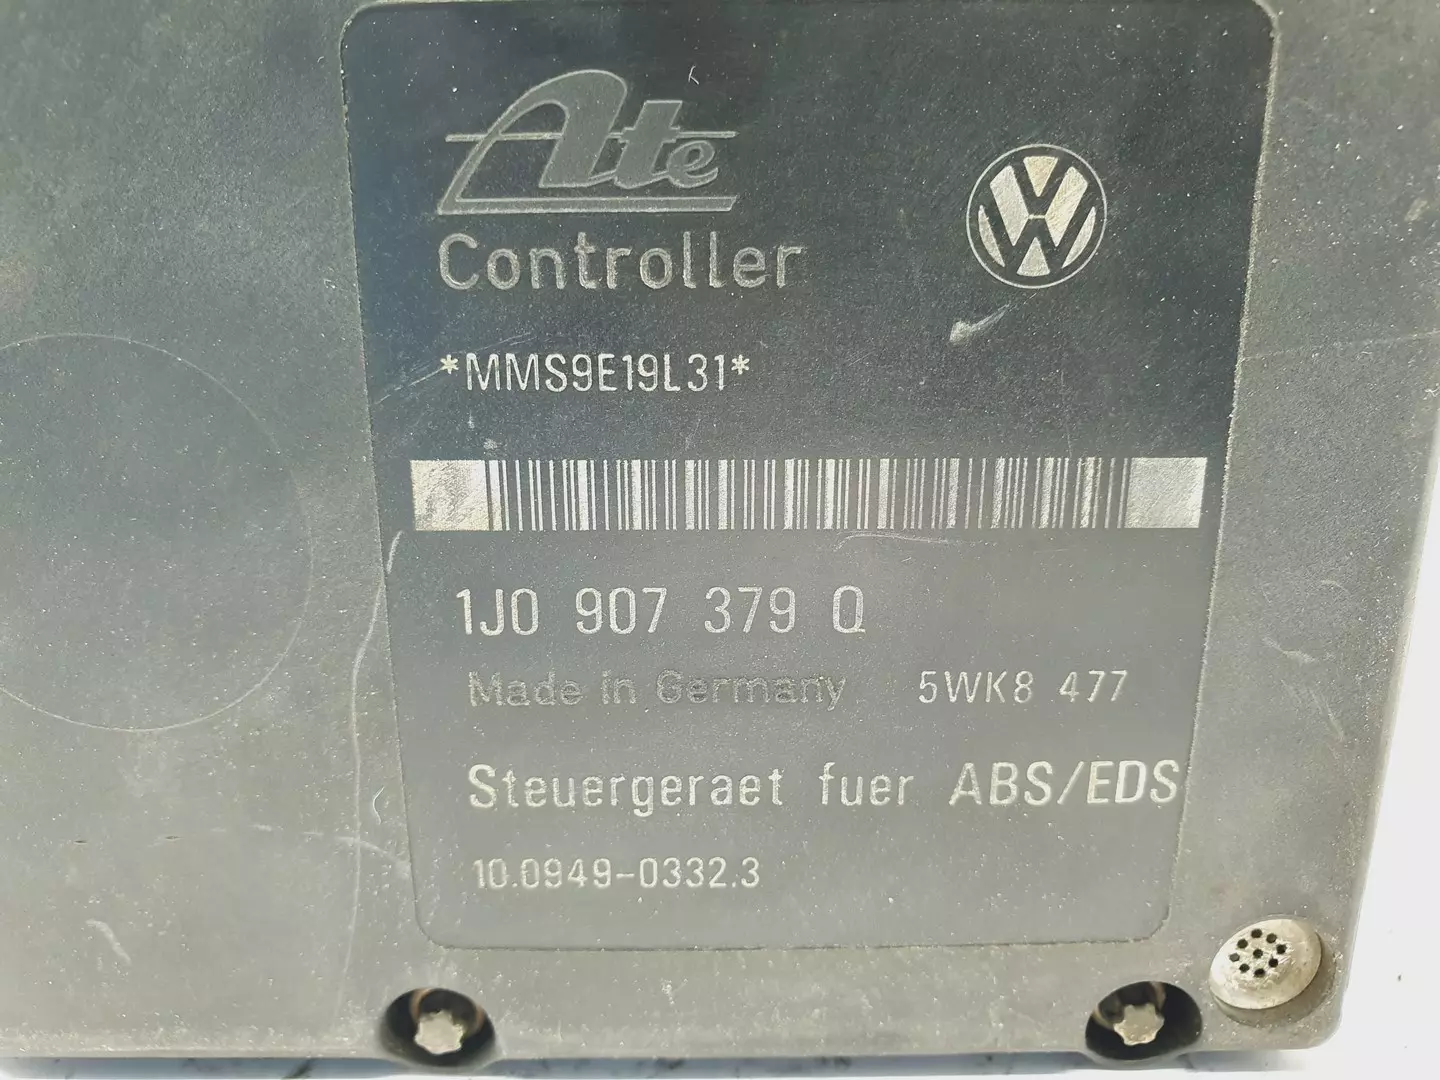 Ate
Controller
*MMS9E19L31*
1J0 907 379 Q
Made in Germany 5WK8 477
Steuergeraet fuer ABS/EDS
10.0949-0332.3